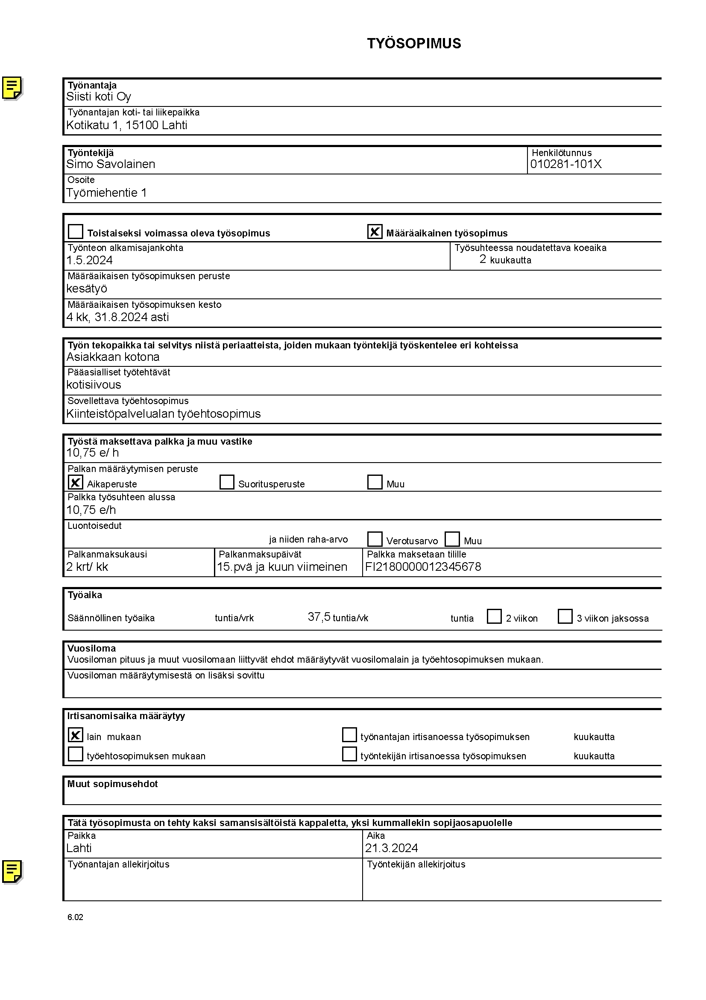 TYÖSOPIMUS
Työnantaja
Siisti koti Oy
Työnantajan koti- tai liikepaikka
Kotikatu 1, 15100 Lahti
Työntekijä
Henkilötunnus
Simo Savolainen
010281-101X
Osoite
Työmiehentie 1
Toistaiseksi voimassa oleva työsopimus
Määräaikainen työsopimus
Työnteon alkamisajankohta
Työsuhteessa noudatettava koeaika
1.5.2024
2 kuukautta
Määräaikaisen työsopimuksen peruste
kesätyö
Määräaikaisen työsopimuksen kesto
4 kk, 31.8.2024 asti
Työn tekopaikka tai selvitys niistä periaatteista, joiden mukaan työntekijä työskentelee eri kohteissa
Asiakkaan kotona
Pääasialliset työtehtävät
kotisiivous
Sovellettava työehtosopimus
Kiinteistöpalvelualan työehtosopimus
Työstä maksettava palkka ja muu vastike
10,75 e/ h
Palkan määräytymisen peruste
Aikaperuste Suoritusperuste Muu
Palkka työsuhteen alussa
10,75 e/h
Luontoisedut
ja niiden raha-arvo Verotusarvo Muu
Palkanmaksukausi
Palkanmaksupäivät
Palkka maksetaan tilille
2 krt/ kk
15.pvä ja kuun viimeinen
FI2180000012345678
Työaika
Säännöllinen työaika tuntia/vrk 37,5 tuntia/vk tuntia 2 viikon 3 viikon jaksossa
Vuosiloma
Vuosiloman pituus ja muut vuosilomaan liittyvät ehdot määräytyvät vuosilomalain ja työehtosopimuksen mukaan.
Vuosiloman määräytymisestä on lisäksi sovittu
Irtisanomisaika määräytyy
lain mukaan
työnantajan irtisanoessa työsopimuksen kuukautta
työehtosopimuksen mukaan
työntekijän irtisanoessa työsopimuksen kuukautta
Muut sopimusehdot
Tätä työsopimusta on tehty kaksi samansisältöistä kappaletta, yksi kummallekin sopijaosapuolelle
Paikka
Aika
Lahti
21.3.2024
Työnantajan allekirjoitus
Työntekijän allekirjoitus
6.02